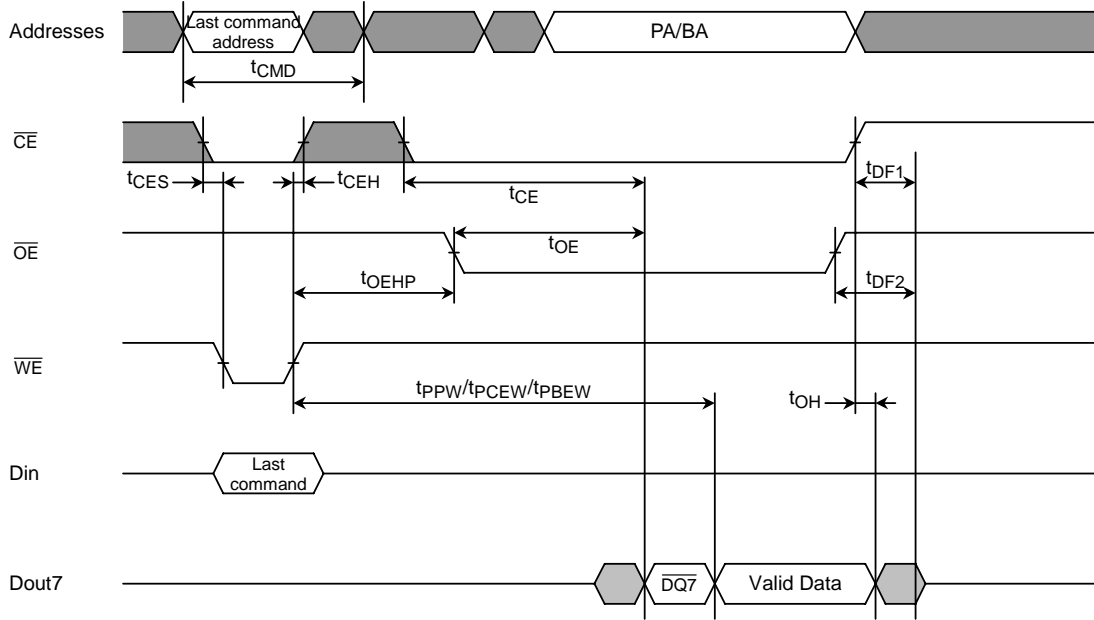 Addresses
Last command
address
PA/BA
tCMD
CE
tCES
tCEH
tCE
tDF1
OE
tOE
tOEHP
tDF2
WE
tPPW/tPCEW/tPBEW
tOH
Din
Last
command
Dout7
DQ7
Valid Data